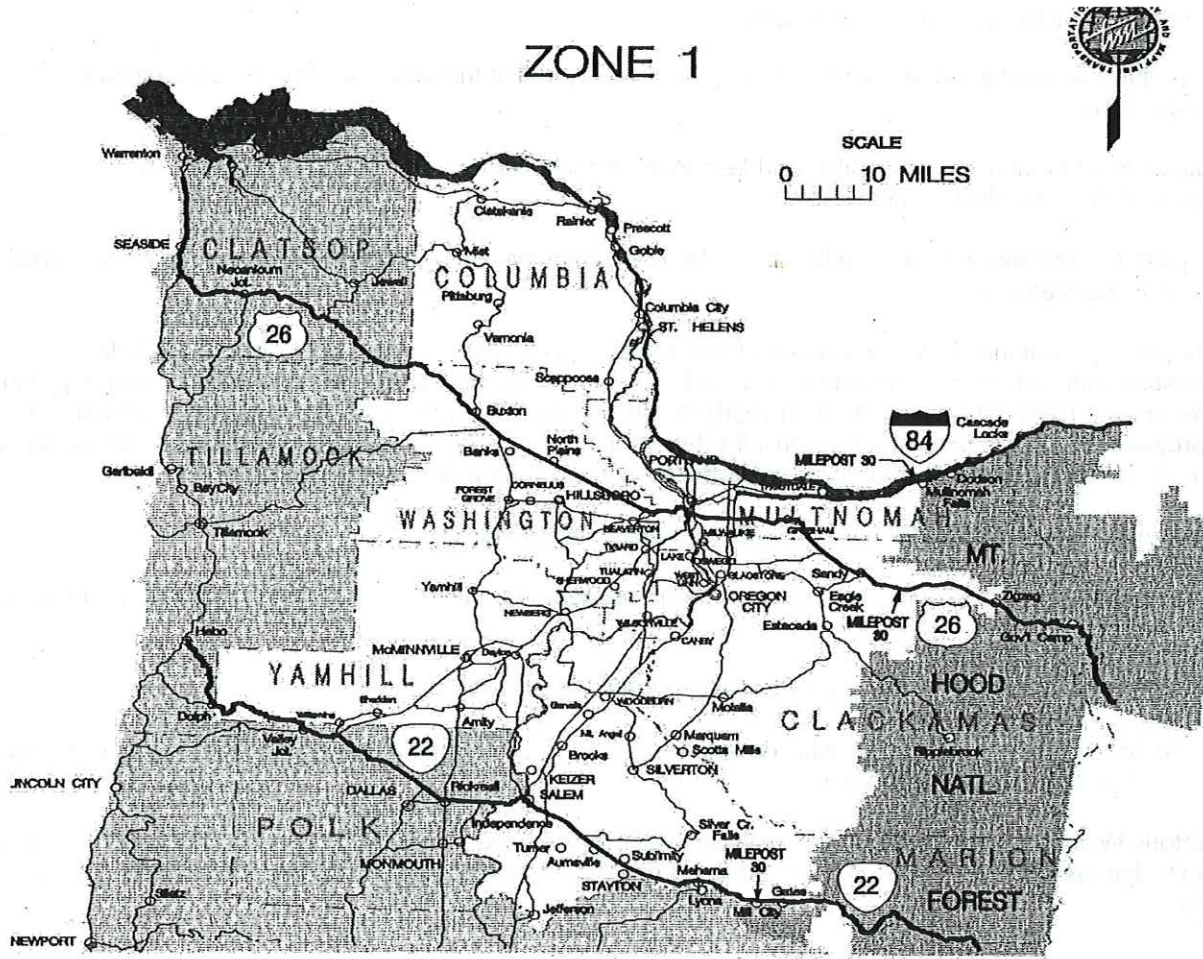 ZONE 1
TRANSPORTATION
AND MAPPING
SCALE
0 10 MILES
Warrenton
Clatskanie
Rainier
Prescott
Goble
SEASIDE
CLATSOP
Necanicum
Jct.
Jewell
Mist
COLUMBIA
Pittsburg
Columbia City
ST. HELENS
26
Vernonia
Scappoose
Buxton
84
Cascade
Locks
North
Plains
Banks
PORTLAND
MILEPOST 30
Dodson
Multnomah
Falls
TROUTDALE
Garibaldi
TILLAMOOK
BayCity
FOREST
GROVE
CORNELIUS
HILLSBORO
Tillamook
WASHINGTON
BEAVERTON
MULTNOMAH
GRESHAM
MILWAUKIE
TIGARD
LAKE
OSWEGO
MT.
TUALATIN
WEST
LINN
GLADSTONE
Sandy
SHERWOOD
Yamhill
OREGON
CITY
Eagle
Creek
Zigzag
NEWBERG
WILSONVILLE
MILEPOST
30
26
Gov't Camp
CANBY
Estacada
Hebo
McMINNVILLE
Dayton
YAMHILL
HOOD
Sheridan
WOODBURN
Molalla
Dolph
Willamina
Amity
Gervais
CLACKAMAS
Valley
Jct.
22
Mt. Angel
Marquam
Scotts Mills
Ripplebrook
Brooks
LINCOLN CITY
KEIZER
SILVERTON
NATL
DALLAS
Rickreall
SALEM
POLK
Independence
Silver Cr.
Falls
Turner
Aumsville
Sublimity
MILEPOST
30
MARION
MONMOUTH
STAYTON
Mehama
Lyons
Gates
Mill City
22
FOREST
Siletz
Jefferson
NEWPORT